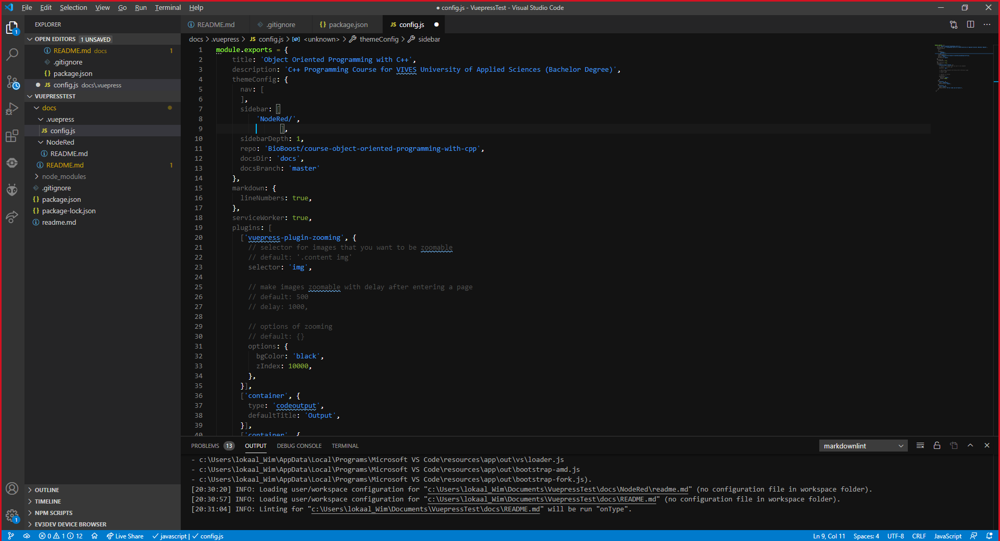 File Edit Selection View Go Run Terminal Help
● config.js - VuepressTest - Visual Studio Code
EXPLORER
OPEN EDITORS 1 UNSAVED
README.md docs 1
.gitignore
{} package.json
● JS config.js docs\.vuepress
VUEPRESSTEST
docs
.vuepress
JS config.js
NodeRed
README.md
README.md 1
node_modules
.gitignore
{} package.json
{} package-lock.json
readme.md
OUTLINE
TIMELINE
NPM SCRIPTS
EV3DEV DEVICE BROWSER
1
1
README.md
.gitignore
{} package.json
JS config.js ●
docs > .vuepress > JS config.js > <unknown> > themeConfig > sidebar
1 module.exports = {
2 title: 'Object Oriented Programming with C++',
3 description: 'C++ Programming Course for VIVES University of Applied Sciences (Bachelor Degree)',
4 themeConfig: {
5 nav: [
6 ],
7 sidebar: [
8 'NodeRed/',
9 ],
10 sidebarDepth: 1,
11 repo: 'BioBoost/course-object-oriented-programming-with-cpp',
12 docsDir: 'docs',
13 docsBranch: 'master'
14 },
15 markdown: {
16 lineNumbers: true,
17 },
18 serviceWorker: true,
19 plugins: [
20 ['vuepress-plugin-zooming', {
21 // selector for images that you want to be zoomable
22 // default: '.content img'
23 selector: 'img',
24
25 // make images zoomable with delay after entering a page
26 // default: 500
27 // delay: 1000,
28
29 // options of zooming
30 // default: {}
31 options: {
32 bgColor: 'black',
33 zIndex: 10000,
34 },
35 }],
36 ['container', {
37 type: 'codeoutput',
38 defaultTitle: 'Output',
39 }],
40 ['container', {
PROBLEMS 13 OUTPUT DEBUG CONSOLE TERMINAL
markdownlint
- c:\Users\lokaal_Wim\AppData\Local\Programs\Microsoft VS Code\resources\app\out\vs\loader.js
- c:\Users\lokaal_Wim\AppData\Local\Programs\Microsoft VS Code\resources\app\out\bootstrap-amd.js
- c:\Users\lokaal_Wim\AppData\Local\Programs\Microsoft VS Code\resources\app\out\bootstrap-fork.js).
[20:30:20] INFO: Loading user/workspace configuration for "c:\Users\lokaal_Wim\Documents\VuepressTest\docs\NodeRed\readme.md" (no configuration file in workspace folder).
[20:30:57] INFO: Loading user/workspace configuration for "c:\Users\lokaal_Wim\Documents\VuepressTest\docs\README.md" (no configuration file in workspace folder).
[20:31:04] INFO: Linting for "c:\Users\lokaal_Wim\Documents\VuepressTest\docs\README.md" will be run "onType".
0 1 12 Live Share ✓ javascript | ✓ config.js
Ln 9, Col 11 Spaces: 4 UTF-8 CRLF JavaScript